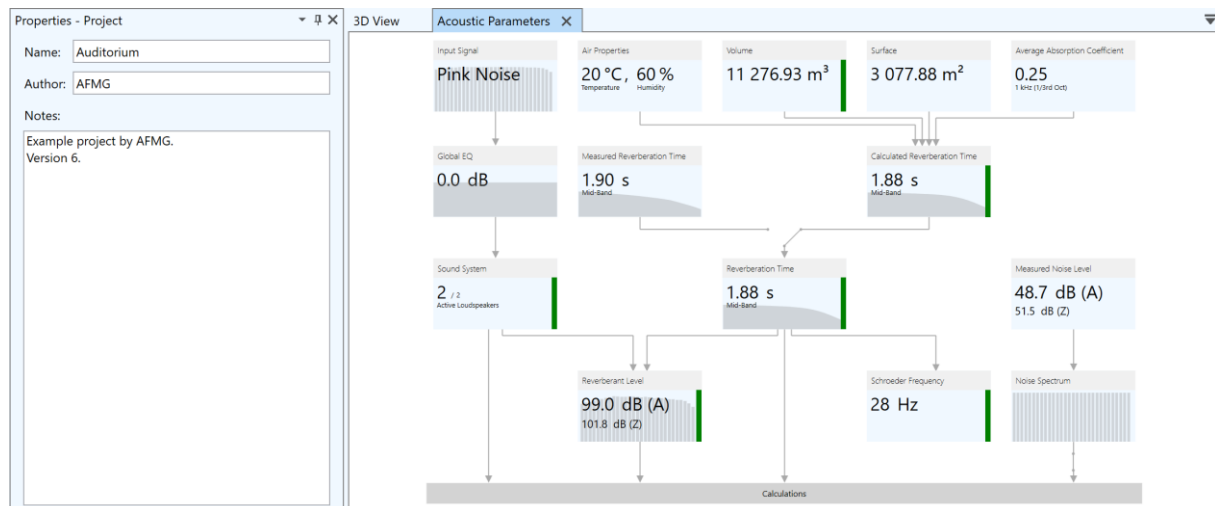 Properties - Project
Name: Auditorium
Author: AFMG
Notes:
Example project by AFMG.
Version 6.
3D View
Acoustic Parameters
Input Signal
Pink Noise
Air Properties
20 °C, 60 %
Temperature Humidity
Volume
11 276.93 m³
Surface
3 077.88 m²
Average Absorption Coefficient
0.25
1 kHz (1/3rd Oct)
Global EQ
0.0 dB
Measured Reverberation Time
1.90 s
Mid-Band
Calculated Reverberation Time
1.88 s
Mid-Band
Sound System
2 / 2
Active Loudspeakers
Reverberation Time
1.88 s
Mid-Band
Measured Noise Level
48.7 dB (A)
51.5 dB (Z)
Reverberant Level
99.0 dB (A)
101.8 dB (Z)
Schroeder Frequency
28 Hz
Noise Spectrum
Calculations